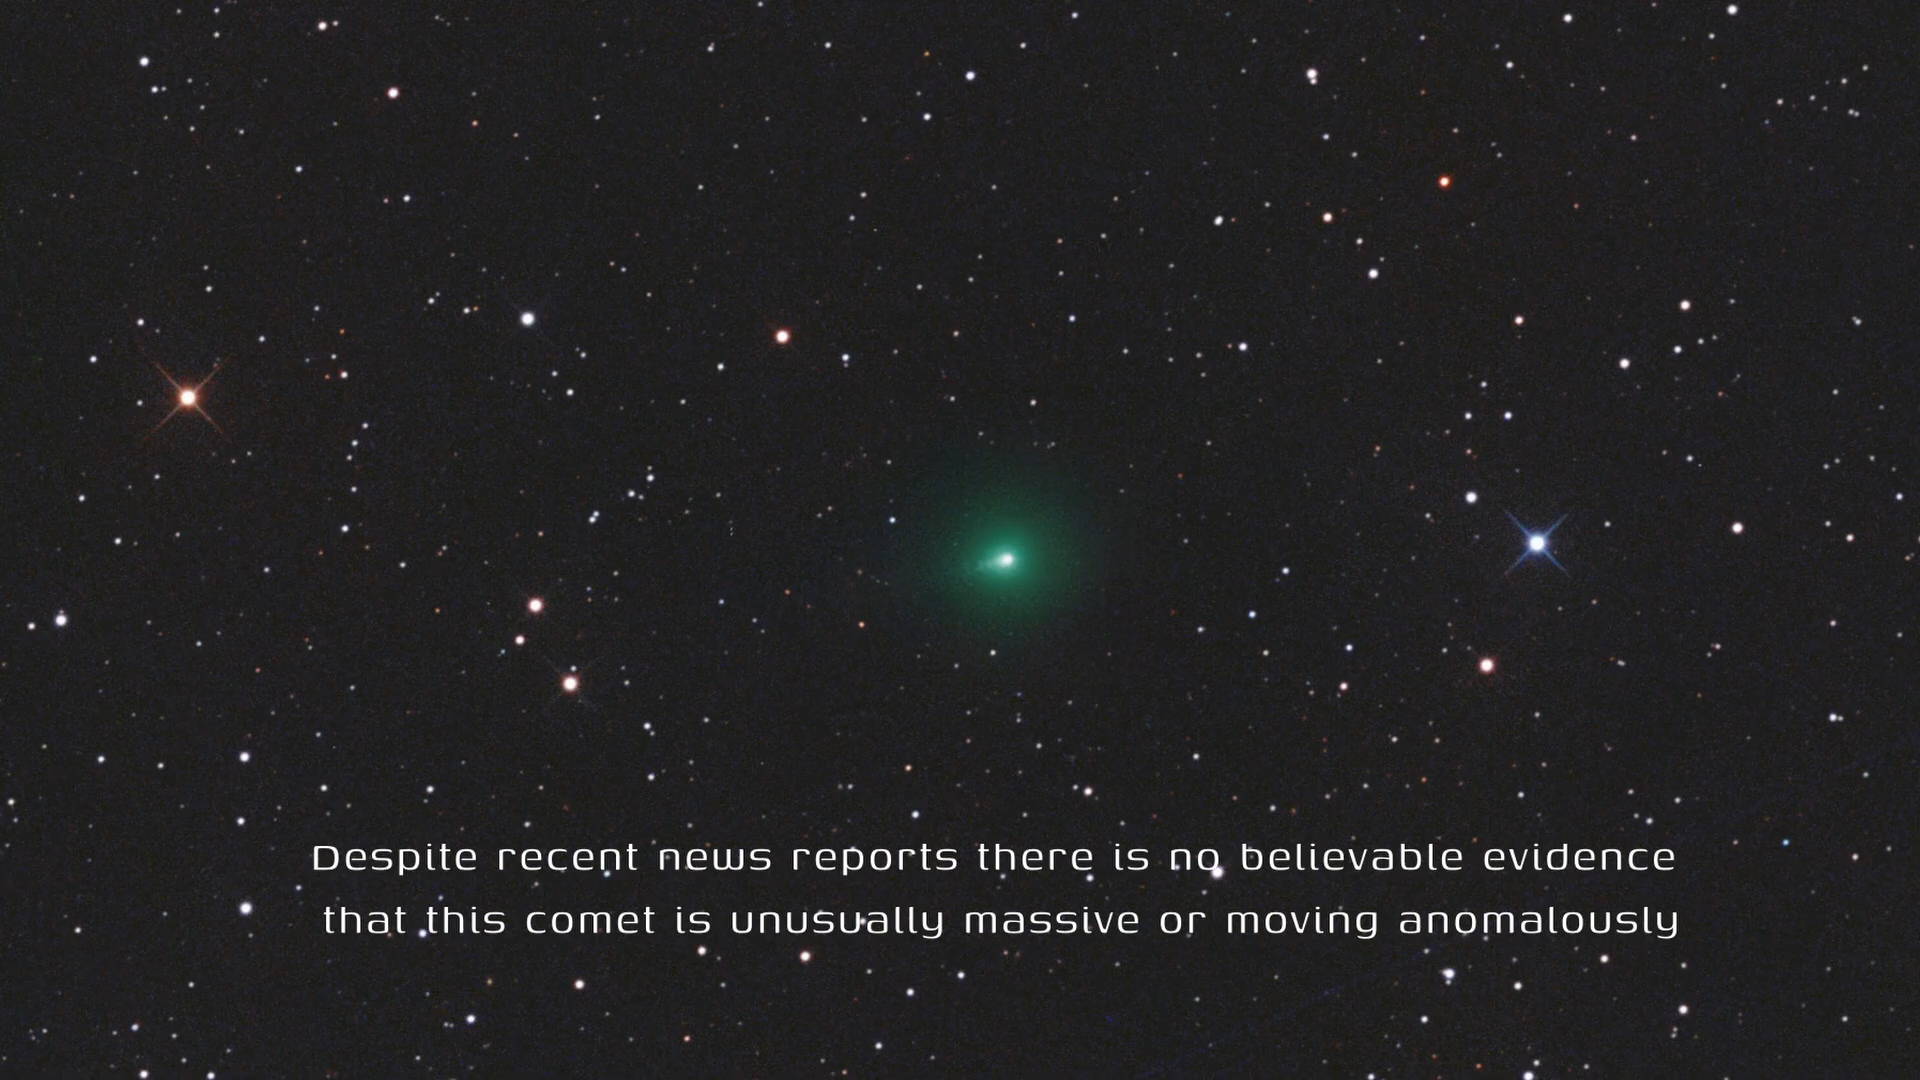 Despite recent news reports there is no believable evidence
that this comet is unusually massive or moving anomalously